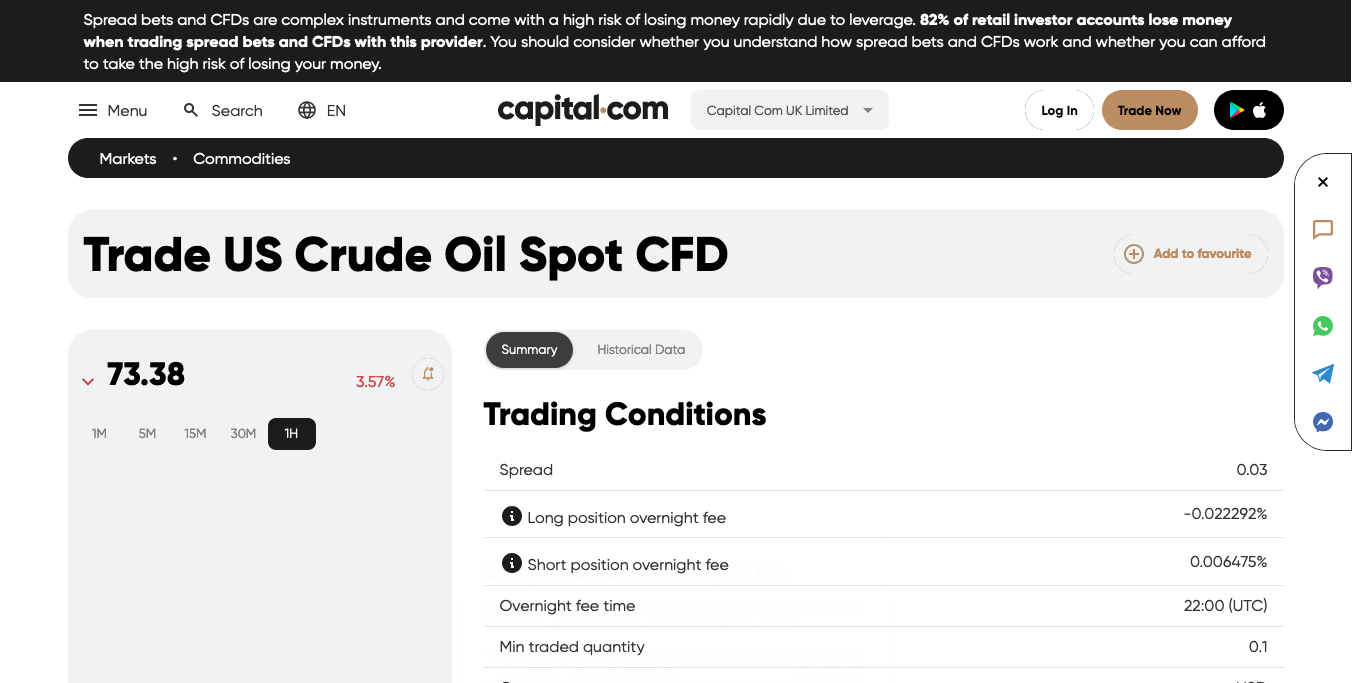 Spread bets and CFDs are complex instruments and come with a high risk of losing money rapidly due to leverage. 82% of retail investor accounts lose money
when trading spread bets and CFDs with this provider. You should consider whether you understand how spread bets and CFDs work and whether you can afford
to take the high risk of losing your money.
Menu Search EN capital.com Capital Com UK Limited Log In Trade Now
Markets • Commodities
Trade US Crude Oil Spot CFD Add to favourite
73.38 3.57%
1M 5M 15M 30M 1H
Summary Historical Data
Trading Conditions
Spread 0.03
Long position overnight fee -0.022292%
Short position overnight fee 0.006475%
Overnight fee time 22:00 (UTC)
Min traded quantity 0.1